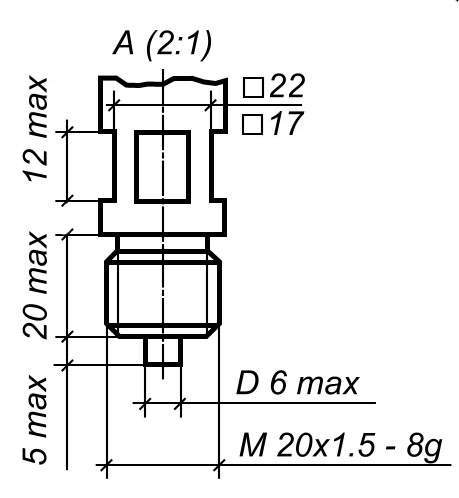 A (2:1)
□22
□17
12 max
20 max
5 max
D 6 max
M 20x1.5 - 8g